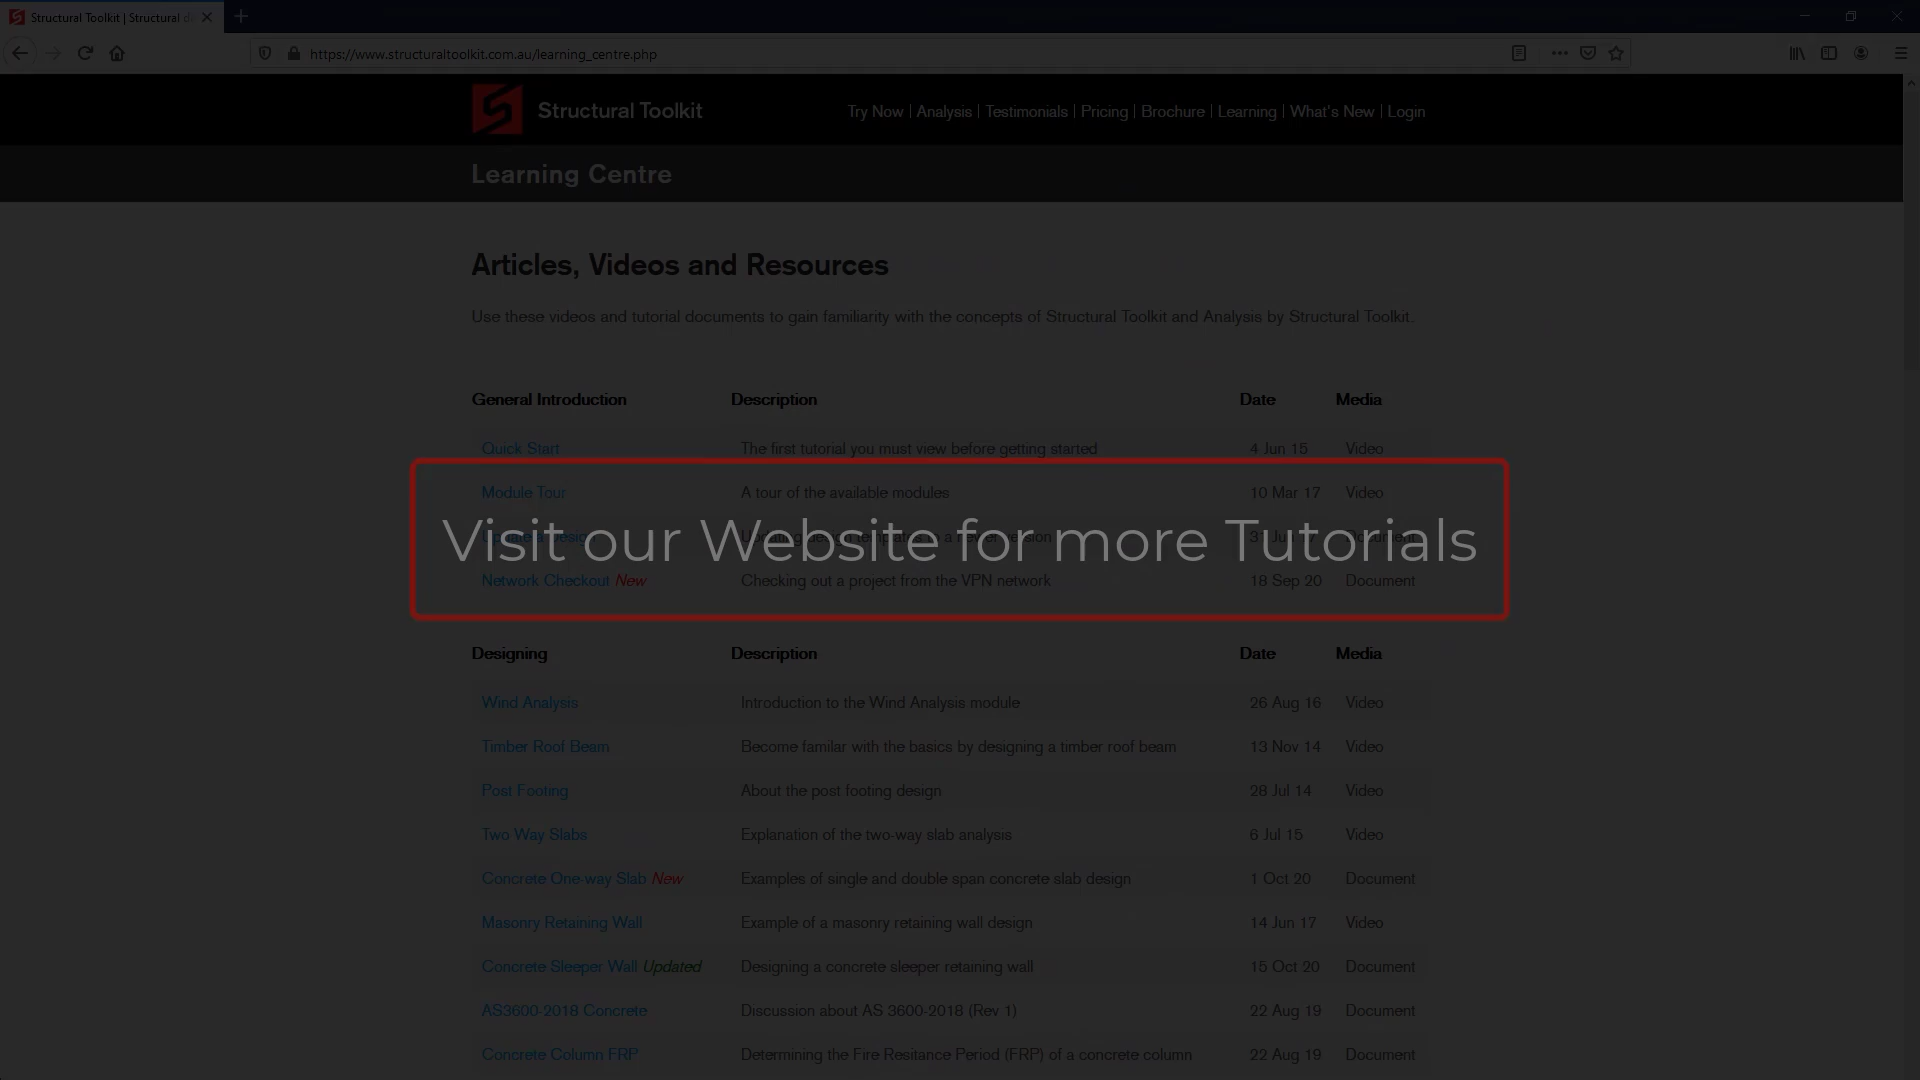 Structural Toolkit | Structural de
https://www.structuraltoolkit.com.au/learning_centre.php
Structural Toolkit
Try Now | Analysis | Testimonials | Pricing | Brochure | Learning | What's New | Login
Learning Centre
Articles, Videos and Resources
Use these videos and tutorial documents to gain familiarity with the concepts of Structural Toolkit and Analysis by Structural Toolkit.
General Introduction Description Date Media
Quick Start The first tutorial you must view before getting started 4 Jun 15 Video
Module Tour A tour of the available modules 10 Mar 17 Video
Visit our Website for more Tutorials
Update a Design Updating design templates to a newer version Document
Network Checkout New Checking out a project from the VPN network 18 Sep 20 Document
Designing Description Date Media
Wind Analysis Introduction to the Wind Analysis module 26 Aug 16 Video
Timber Roof Beam Become familar with the basics by designing a timber roof beam 13 Nov 14 Video
Post Footing About the post footing design 28 Jul 14 Video
Two Way Slabs Explanation of the two-way slab analysis 6 Jul 15 Video
Concrete One-way Slab New Examples of single and double span concrete slab design 1 Oct 20 Document
Masonry Retaining Wall Example of a masonry retaining wall design 14 Jun 17 Video
Concrete Sleeper Wall Updated Designing a concrete sleeper retaining wall 15 Oct 20 Document
AS3600-2018 Concrete Discussion about AS 3600-2018 (Rev 1) 22 Aug 19 Document
Concrete Column FRP Determining the Fire Resitance Period (FRP) of a concrete column 22 Aug 19 Document